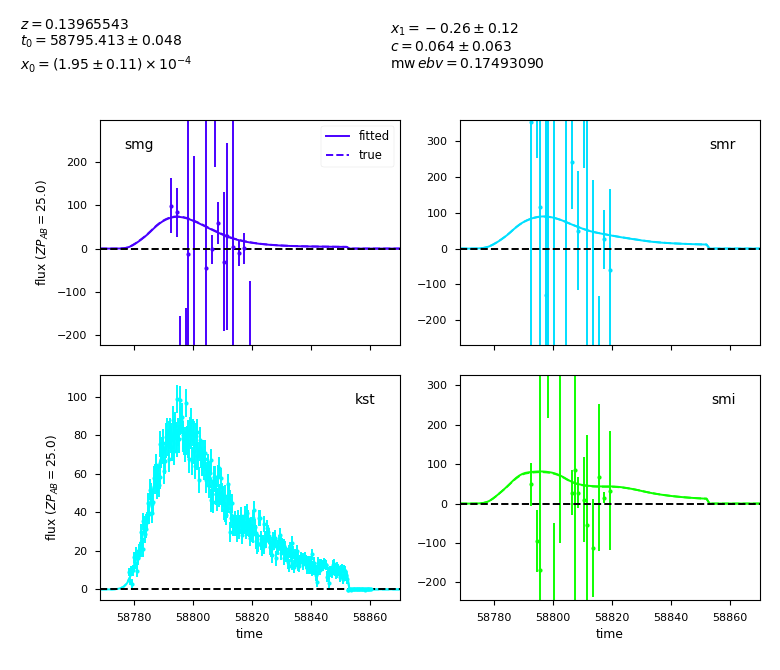 z = 0.13965543
t₀ = 58795.413 ± 0.048
x₀ = (1.95 ± 0.11) × 10⁻⁴
x₁ = −0.26 ± 0.12
c = 0.064 ± 0.063
mw ebv = 0.17493090
smg
fitted
true
flux (ZP_AB = 25.0)
200
100
0
−100
−200
smr
300
200
100
0
−100
−200
kst
flux (ZP_AB = 25.0)
100
80
60
40
20
0
58780 58800 58820 58840 58860
time
smi
300
200
100
0
−100
−200
58780 58800 58820 58840 58860
time